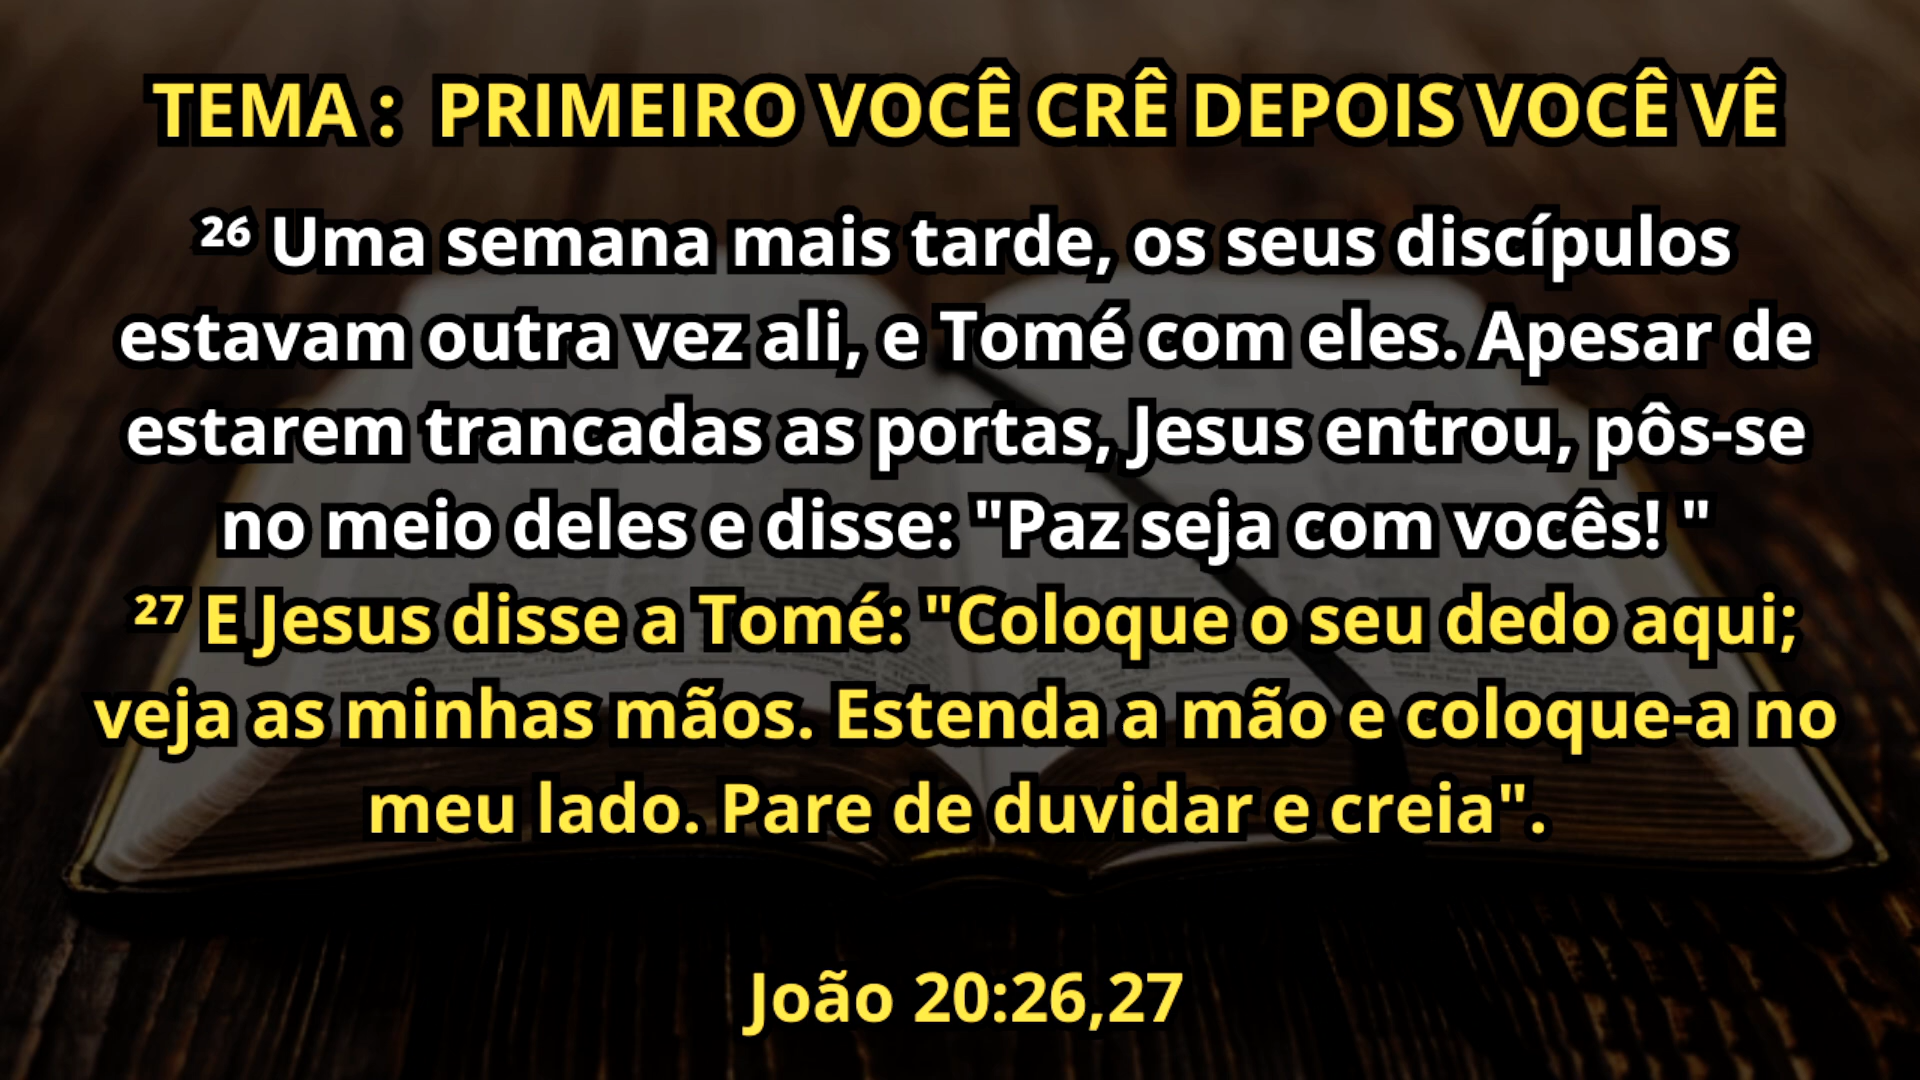 TEMA :  PRIMEIRO VOCÊ CRÊ DEPOIS VOCÊ VÊ
²⁶ Uma semana mais tarde, os seus discípulos
estavam outra vez ali, e Tomé com eles. Apesar de
estarem trancadas as portas, Jesus entrou, pôs-se
no meio deles e disse: "Paz seja com vocês! "
²⁷ E Jesus disse a Tomé: "Coloque o seu dedo aqui;
veja as minhas mãos. Estenda a mão e coloque-a no
meu lado. Pare de duvidar e creia".
João 20:26,27